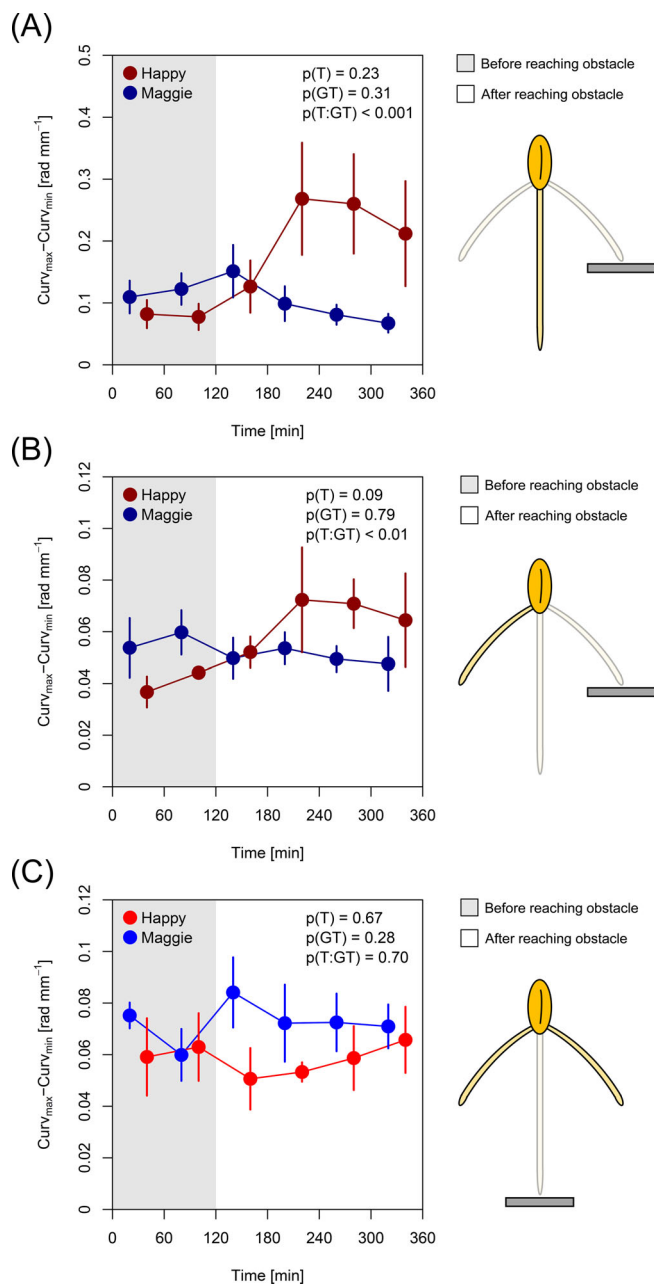 (A)
0.5
0.4
0.3
0.2
0.1
0
Curvmax−Curvmin [rad mm−1]
Happy
Maggie
p(T) = 0.23
p(GT) = 0.31
p(T:GT) < 0.001
0 60 120 180 240 300 360
Time [min]
Before reaching obstacle
After reaching obstacle
(B)
0.12
0.1
0.08
0.06
0.04
0.02
0
Curvmax−Curvmin [rad mm−1]
Happy
Maggie
p(T) = 0.09
p(GT) = 0.79
p(T:GT) < 0.01
0 60 120 180 240 300 360
Time [min]
Before reaching obstacle
After reaching obstacle
(C)
0.12
0.1
0.08
0.06
0.04
0.02
0
Curvmax−Curvmin [rad mm−1]
Happy
Maggie
p(T) = 0.67
p(GT) = 0.28
p(T:GT) = 0.70
0 60 120 180 240 300 360
Time [min]
Before reaching obstacle
After reaching obstacle